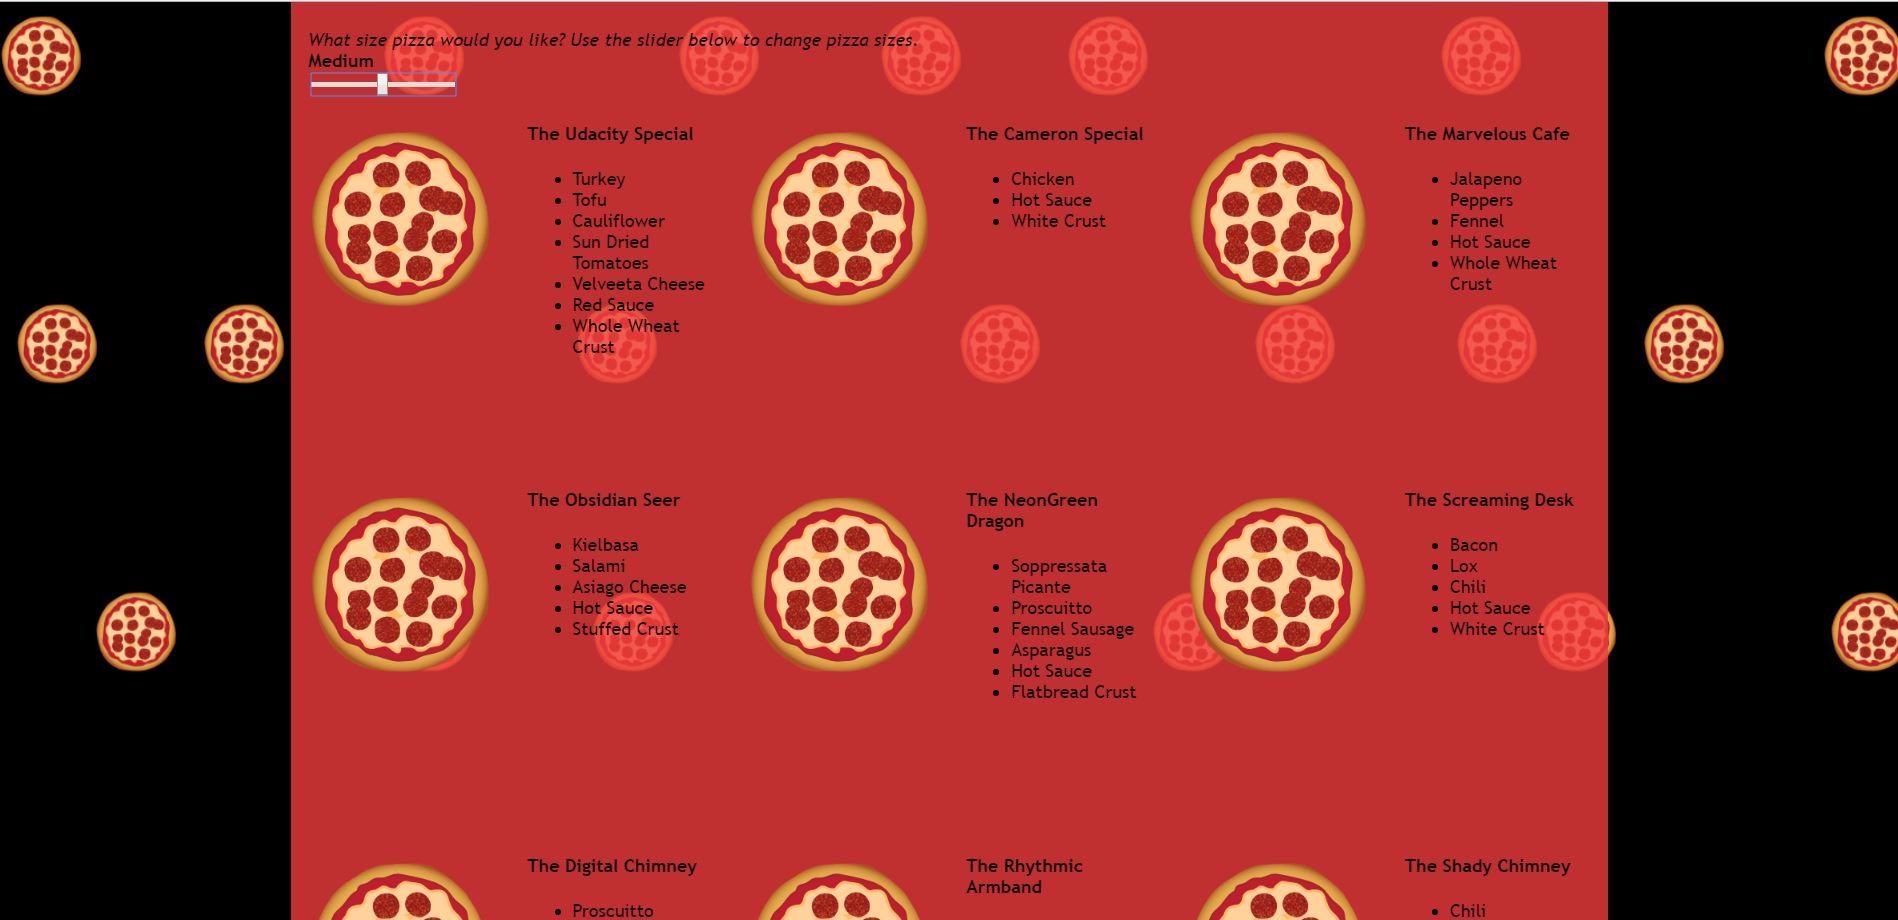 What size pizza would you like? Use the slider below to change pizza sizes.
Medium
The Udacity Special
Turkey
Tofu
Cauliflower
Sun Dried
Tomatoes
Velveeta Cheese
Red Sauce
Whole Wheat
Crust
The Cameron Special
Chicken
Hot Sauce
White Crust
The Marvelous Cafe
Jalapeno
Peppers
Fennel
Hot Sauce
Whole Wheat
Crust
The Obsidian Seer
Kielbasa
Salami
Asiago Cheese
Hot Sauce
Stuffed Crust
The NeonGreen
Dragon
Soppressata
Picante
Proscuitto
Fennel Sausage
Asparagus
Hot Sauce
Flatbread Crust
The Screaming Desk
Bacon
Lox
Chili
Hot Sauce
White Crust
The Digital Chimney
Proscuitto
The Rhythmic
Armband
The Shady Chimney
Chili